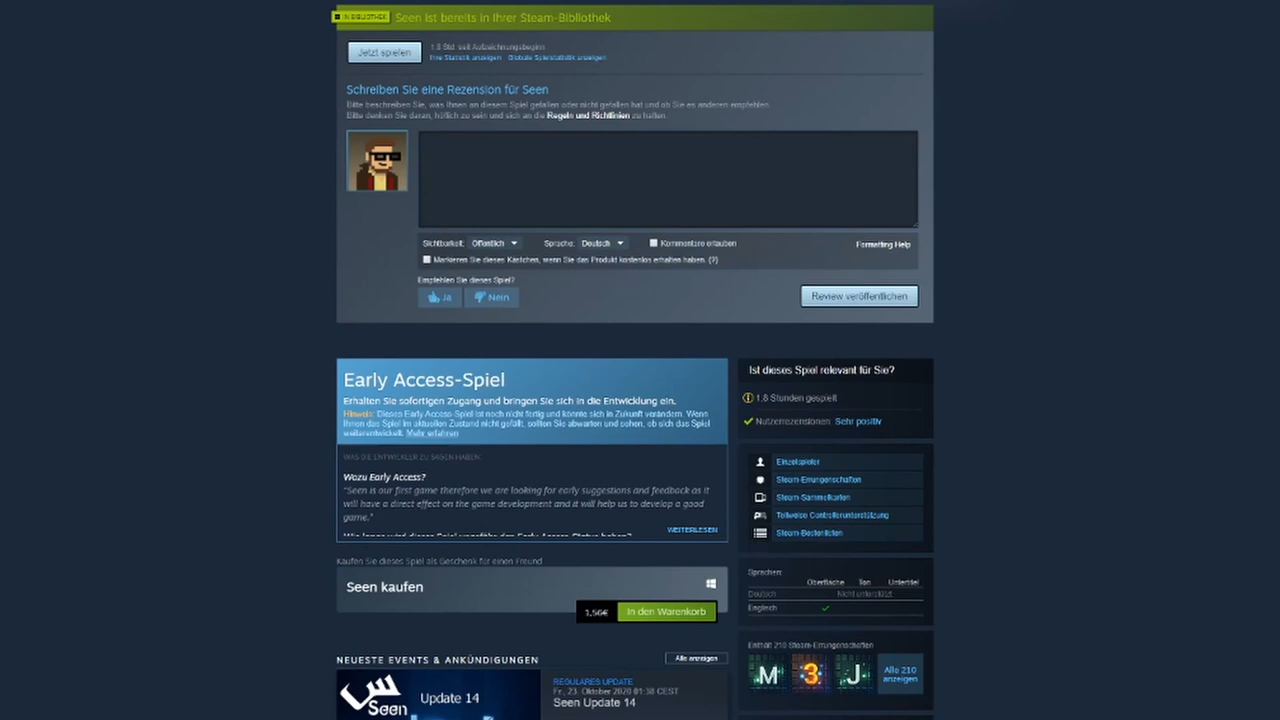 IN BIBLIOTHEK Seen ist bereits in Ihrer Steam-Bibliothek
Jetzt spielen
1.8 Std. seit Aufzeichnungsbeginn
Ihre Statistik anzeigen Globale Spielstatistik anzeigen
Schreiben Sie eine Rezension für Seen
Bitte beschreiben Sie, was Ihnen an diesem Spiel gefallen oder nicht gefallen hat und ob Sie es anderen empfehlen.
Bitte denken Sie daran, höflich zu sein und sich an die Regeln und Richtlinien zu halten.
Sichtbarkeit: Öffentlich Sprache: Deutsch Kommentare erlauben Formatting Help
Markieren Sie dieses Kästchen, wenn Sie das Produkt kostenlos erhalten haben. (?)
Empfehlen Sie dieses Spiel?
Ja Nein
Review veröffentlichen
Early Access-Spiel
Erhalten Sie sofortigen Zugang und bringen Sie sich in die Entwicklung ein.
Hinweis: Dieses Early Access-Spiel ist noch nicht fertig und könnte sich in Zukunft verändern. Wenn
Ihnen das Spiel im aktuellen Zustand nicht gefällt, sollten Sie abwarten und sehen, ob sich das Spiel
weiterentwickelt. Mehr erfahren
WAS DIE ENTWICKLER ZU SAGEN HABEN:
Wozu Early Access?
"Seen is our first game therefore we are looking for early suggestions and feedback as it
will have a direct effect on the game development and it will help us to develop a good
game."
WEITERLESEN
Wie lange wird dieses Spiel ungefähr den Early Access-Status haben?
Kaufen Sie dieses Spiel als Geschenk für einen Freund
Seen kaufen
1,56€ In den Warenkorb
NEUESTE EVENTS & ANKÜNDIGUNGEN
Alle anzeigen
س
Seen
Update 14
REGULÄRES UPDATE
Fr., 23. Oktober 2020 01:38 CEST
Seen Update 14
Ist dieses Spiel relevant für Sie?
1,8 Stunden gespielt
Nutzerrezensionen: Sehr positiv
Einzelspieler
Steam-Errungenschaften
Steam-Sammelkarten
Teilweise Controllerunterstützung
Steam-Bestenlisten
Sprachen:
Oberfläche Ton Untertitel
Deutsch Nicht unterstützt
Englisch
Enthält 210 Steam-Errungenschaften
M 3 J
Alle 210
anzeigen